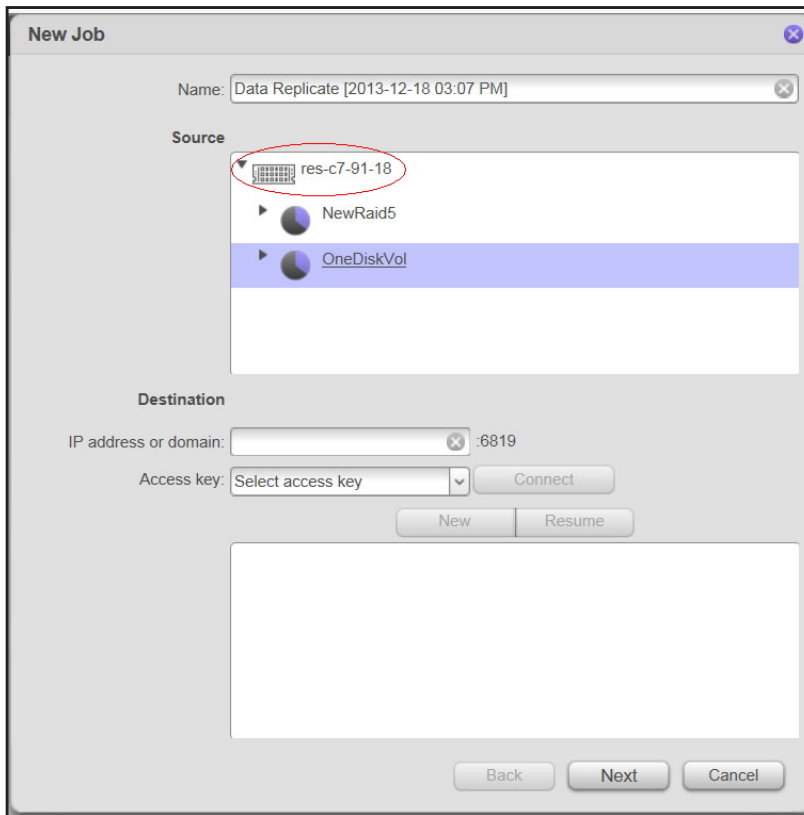 New Job
Name: Data Replicate [2013-12-18 03:07 PM]
Source
res-c7-91-18
NewRaid5
OneDiskVol
Destination
IP address or domain: :6819
Access key: Select access key Connect
New Resume
Back Next Cancel